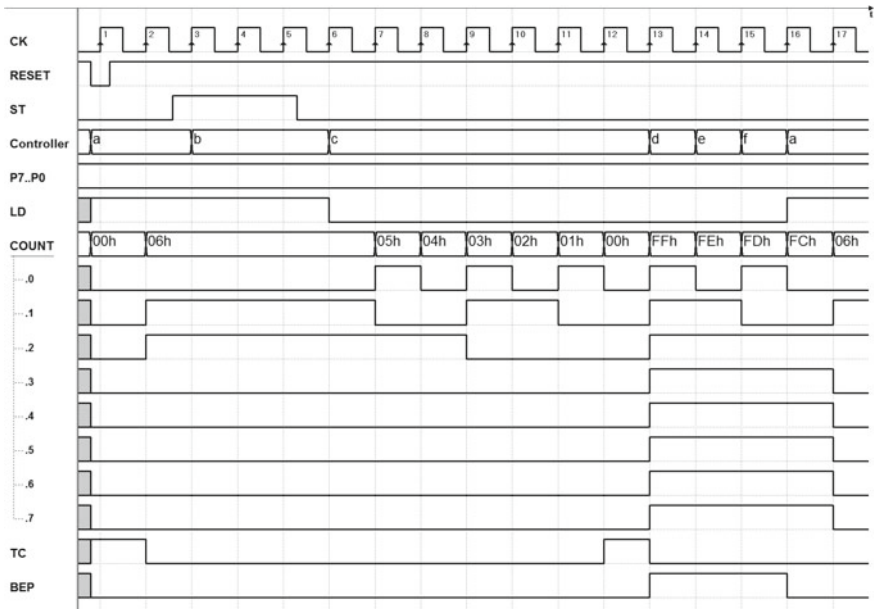 t
CK 1 2 3 4 5 6 7 8 9 10 11 12 13 14 15 16 17
RESET
ST
Controller a b c d e f a
P7..P0
LD
COUNT 00h 06h 05h 04h 03h 02h 01h 00h FFh FEh FDh FCh 06h
.0
.1
.2
.3
.4
.5
.6
.7
TC
BEP